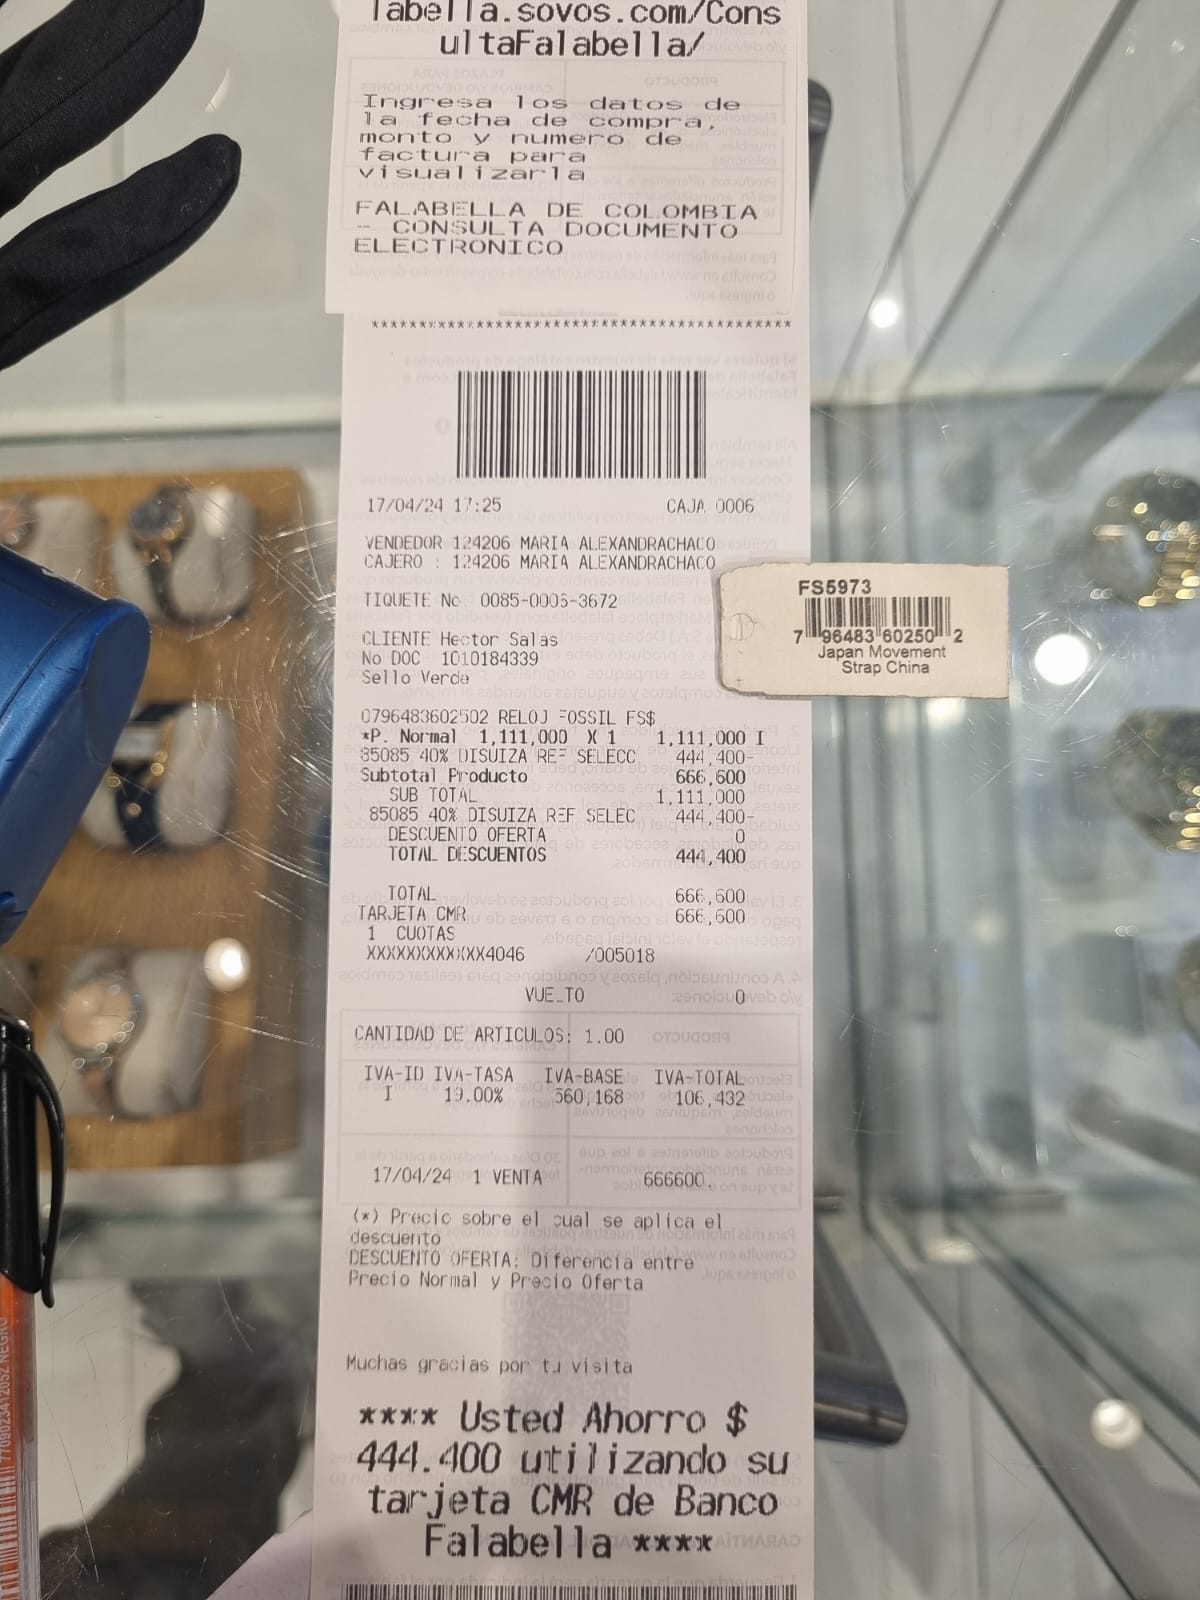 labella.sovos.com/Cons
ultaFalabella/
Ingresa los datos de
la fecha de compra,
monto y numero de
factura para
visualizarla
FALABELLA DE COLOMBIA
- CONSULTA DOCUMENTO
ELECTRONICO
******************************************
17/04/24 17:25 CAJA 0006
VENDEDOR 124206 MARIA ALEXANDRACHACO
CAJERO : 124206 MARIA ALEXANDRACHACO
TIQUETE No 0085-0006-3672
CLIENTE Hector Salas
No DOC 1010184339
Sello Verde
FS5973
7 96483 60250 2
Japan Movement
Strap China
0796483602502 RELOJ FOSSIL FS$
*P. Normal 1,111,000 X 1 1,111,000 I
85085 40% DISUIZA REF SELECC 444,400-
Subtotal Producto 666,600
SUB TOTAL 1,111,000
85085 40% DISUIZA REF SELEC 444,400-
DESCUENTO OFERTA 0
TOTAL DESCUENTOS 444,400
TOTAL 666,600
TARJETA CMR 666,600
1 CUOTAS
XXXXXXXXXXXX4046 /005018
VUELTO 0
CANTIDAD DE ARTICULOS: 1.00
IVA-ID IVA-TASA IVA-BASE IVA-TOTAL
I 19.00% 560,168 106,432
17/04/24 1 VENTA 666600.
(*) Precio sobre el cual se aplica el
descuento
DESCUENTO OFERTA: Diferencia entre
Precio Normal y Precio Oferta
Muchas gracias por tu visita
**** Usted Ahorro $
444.400 utilizando su
tarjeta CMR de Banco
Falabella ****
7709023412052 NEGRO